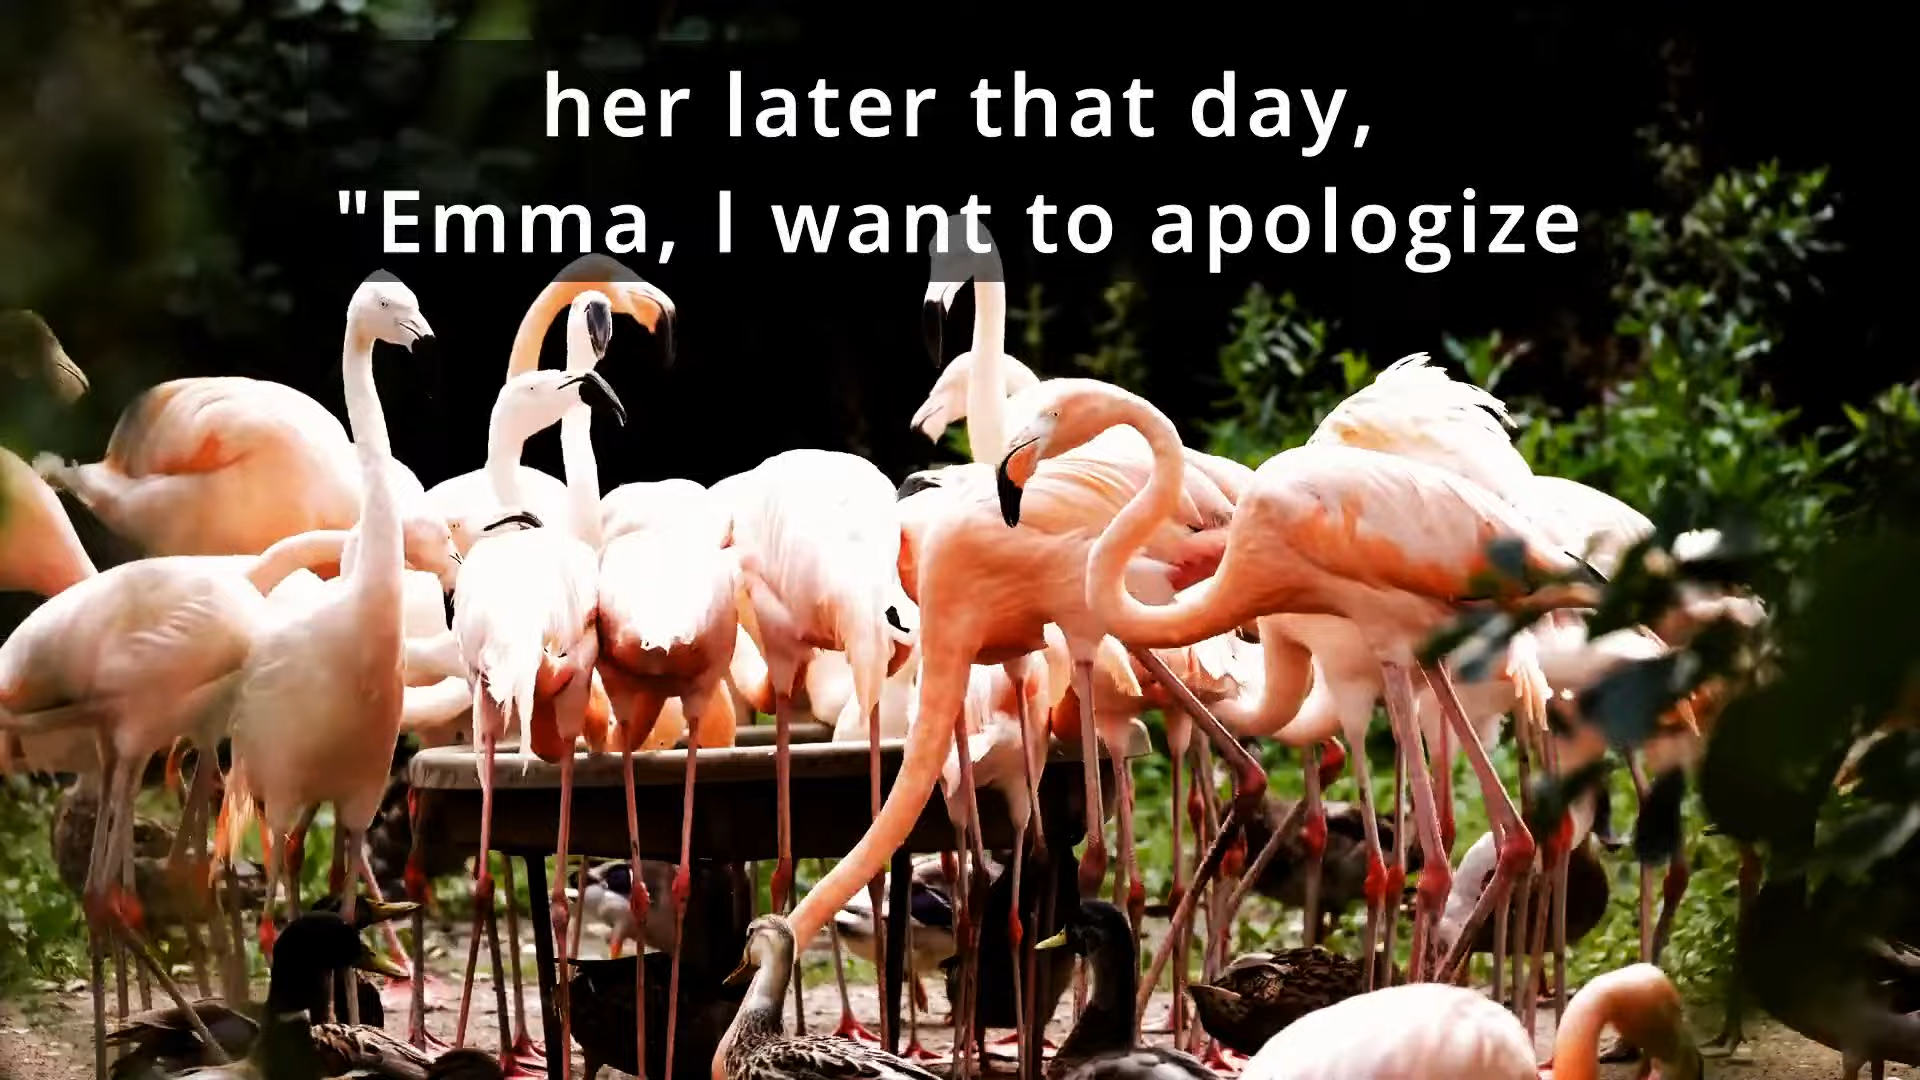 her later that day,
"Emma, I want to apologize